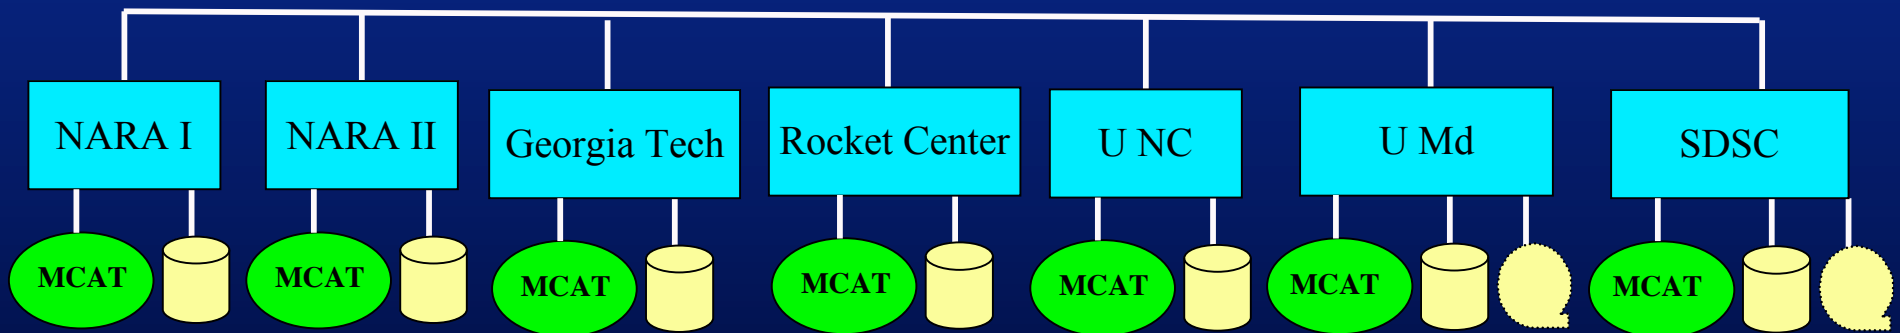 NARA I
NARA II
Georgia Tech
Rocket Center
U NC
U Md
SDSC
MCAT
MCAT
MCAT
MCAT
MCAT
MCAT
MCAT